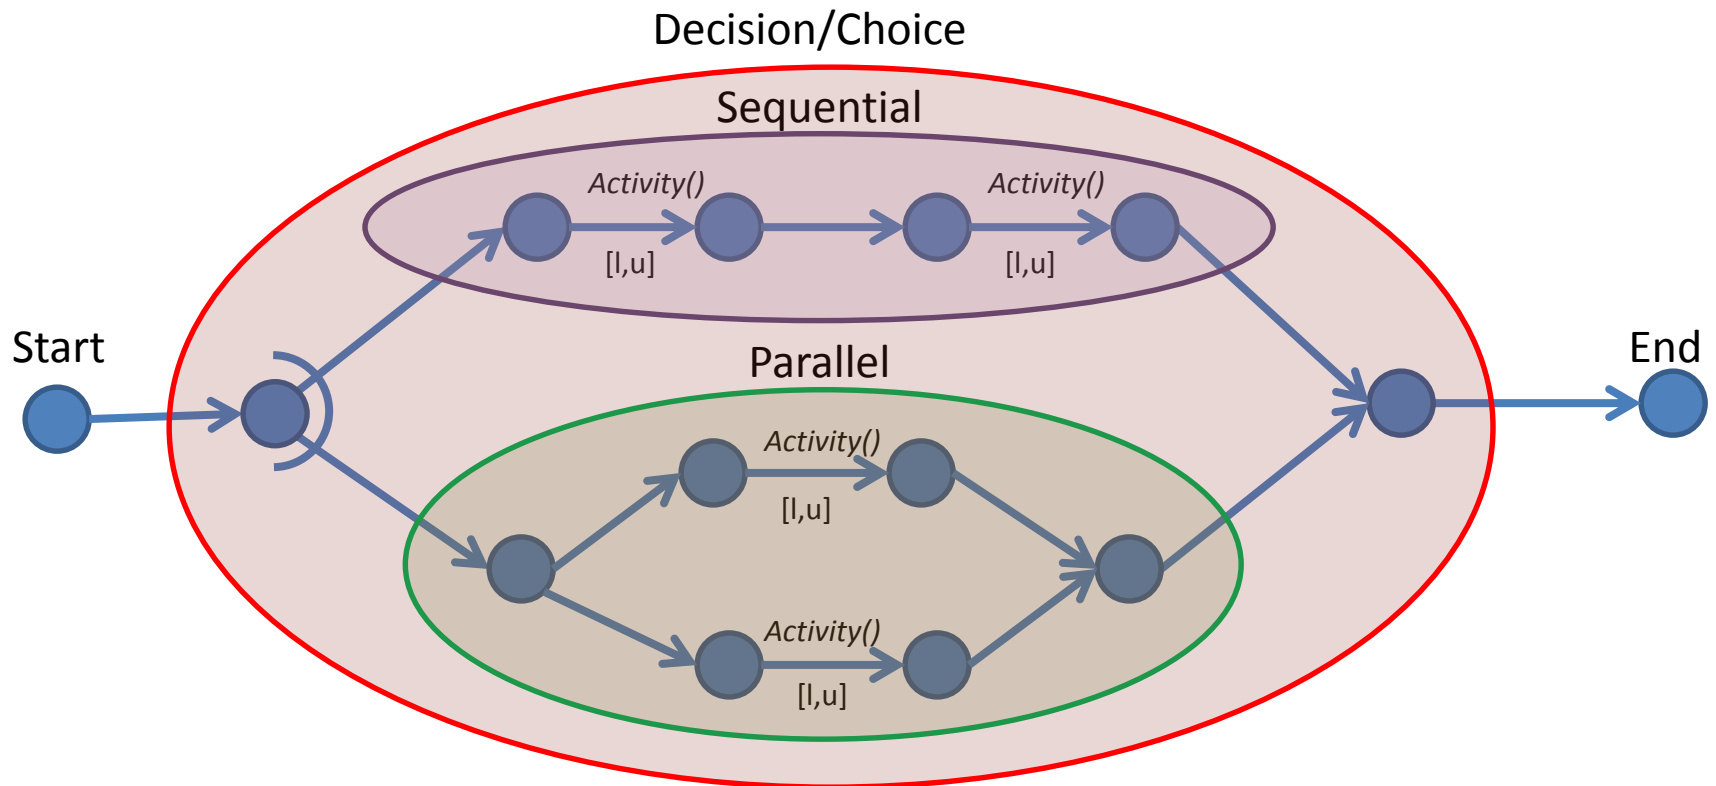 Decision/Choice
Sequential
Activity()
Activity()
[l,u]
[l,u]
Start
End
Parallel
Activity()
[l,u]
Activity()
[l,u]